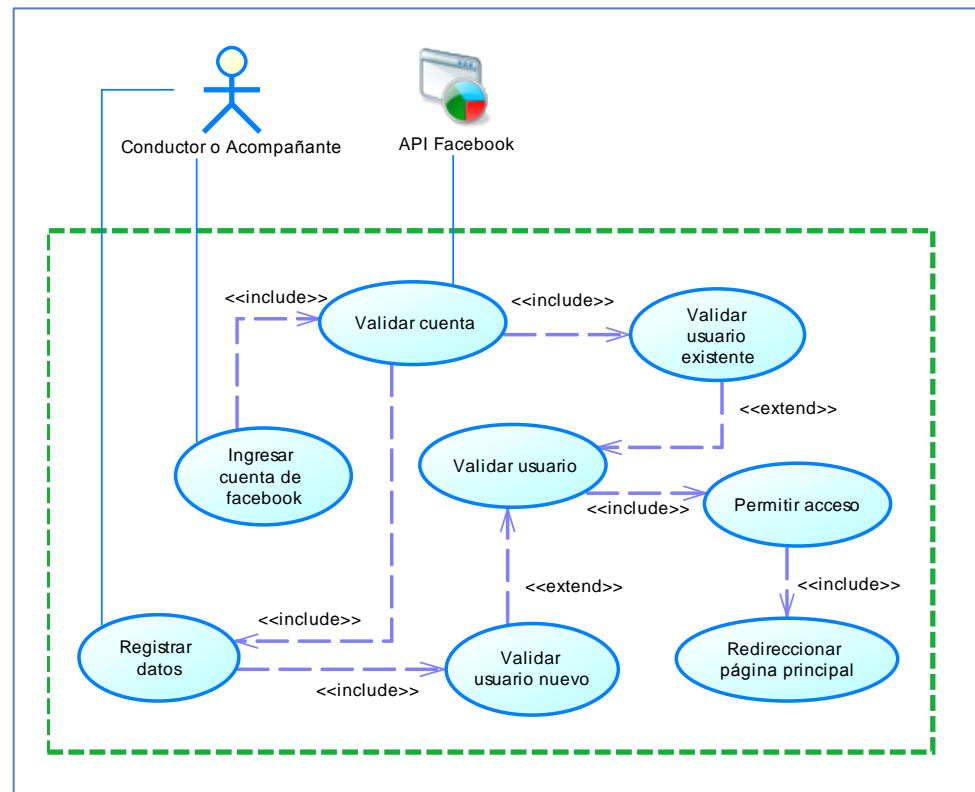 Conductor o Acompañante
API Facebook
<<include>>
Validar cuenta
<<include>>
Validar
usuario
existente
<<extend>>
Ingresar
cuenta de
facebook
Validar usuario
<<include>>
Permitir acceso
<<extend>>
<<include>>
<<include>>
Registrar
datos
<<include>>
Validar
usuario nuevo
Redireccionar
página principal